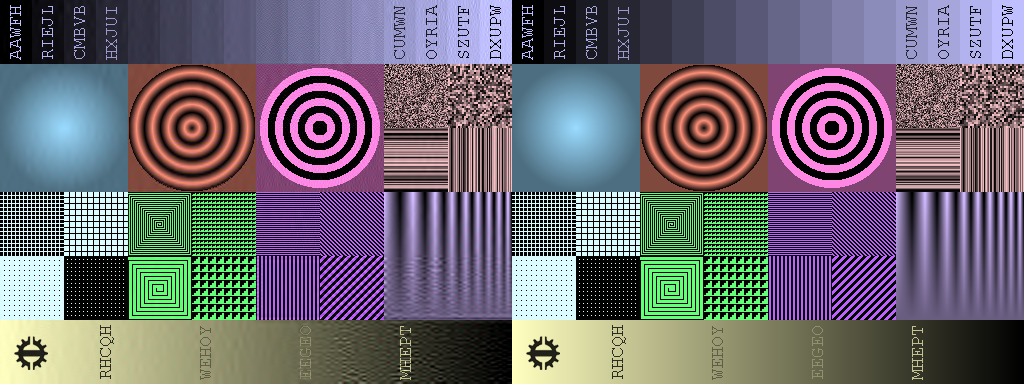 AAWFH
RIEJL
CMBVB
HXJUI
CUMWN
OYRIA
SZUTF
DXUPW
AAWFH
RIEJL
CMBVB
HXJUI
CUMWN
OYRIA
SZUTF
DXUPW
RHCQH
WEHOY
EEGEO
MHEPT
RHCQH
WEHOY
EEGEO
MHEPT